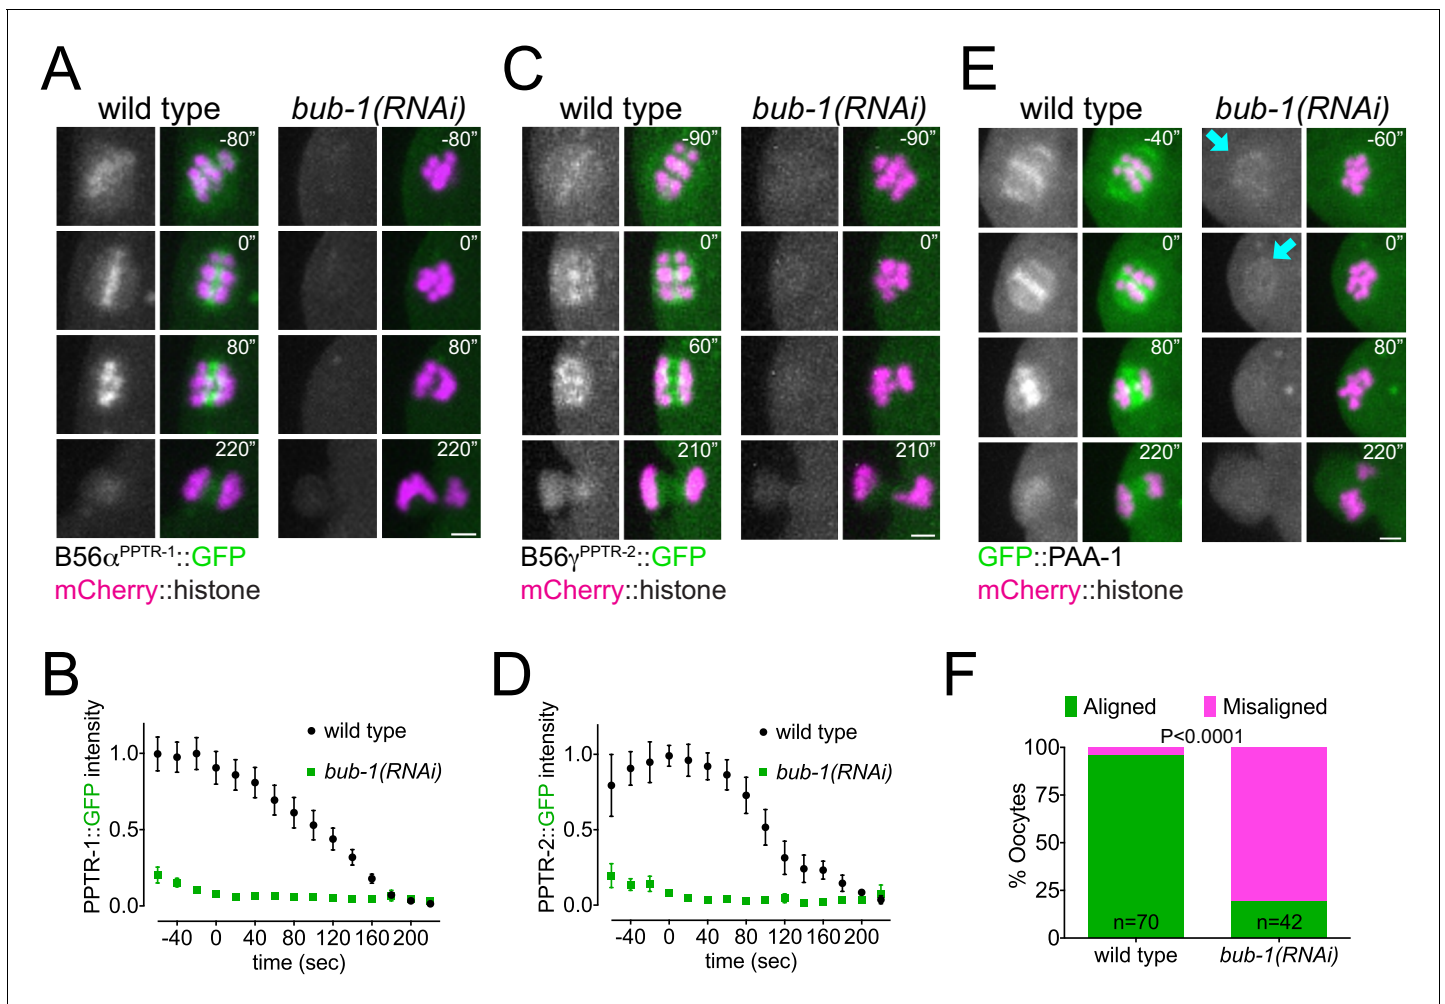 A
wild type
bub-1(RNAi)
-80”
-80”
0”
0”
80”
80”
220”
220”
B56αPPTR-1::GFP
mCherry::histone
C
wild type
bub-1(RNAi)
-90”
-90”
0”
0”
60”
80”
210”
210”
B56γPPTR-2::GFP
mCherry::histone
E
wild type
bub-1(RNAi)
-40”
-60”
0”
0”
80”
80”
220”
220”
GFP::PAA-1
mCherry::histone
B
PPTR-1::GFP intensity
1.0
0.5
0.0
wild type
bub-1(RNAi)
-40 0 40 80 120 160 200
time (sec)
D
PPTR-2::GFP intensity
1.0
0.5
0.0
wild type
bub-1(RNAi)
-40 0 40 80 120 160 200
time (sec)
F
Aligned Misaligned
P<0.0001
% Oocytes
100
75
50
25
0
n=70
n=42
wild type
bub-1(RNAi)